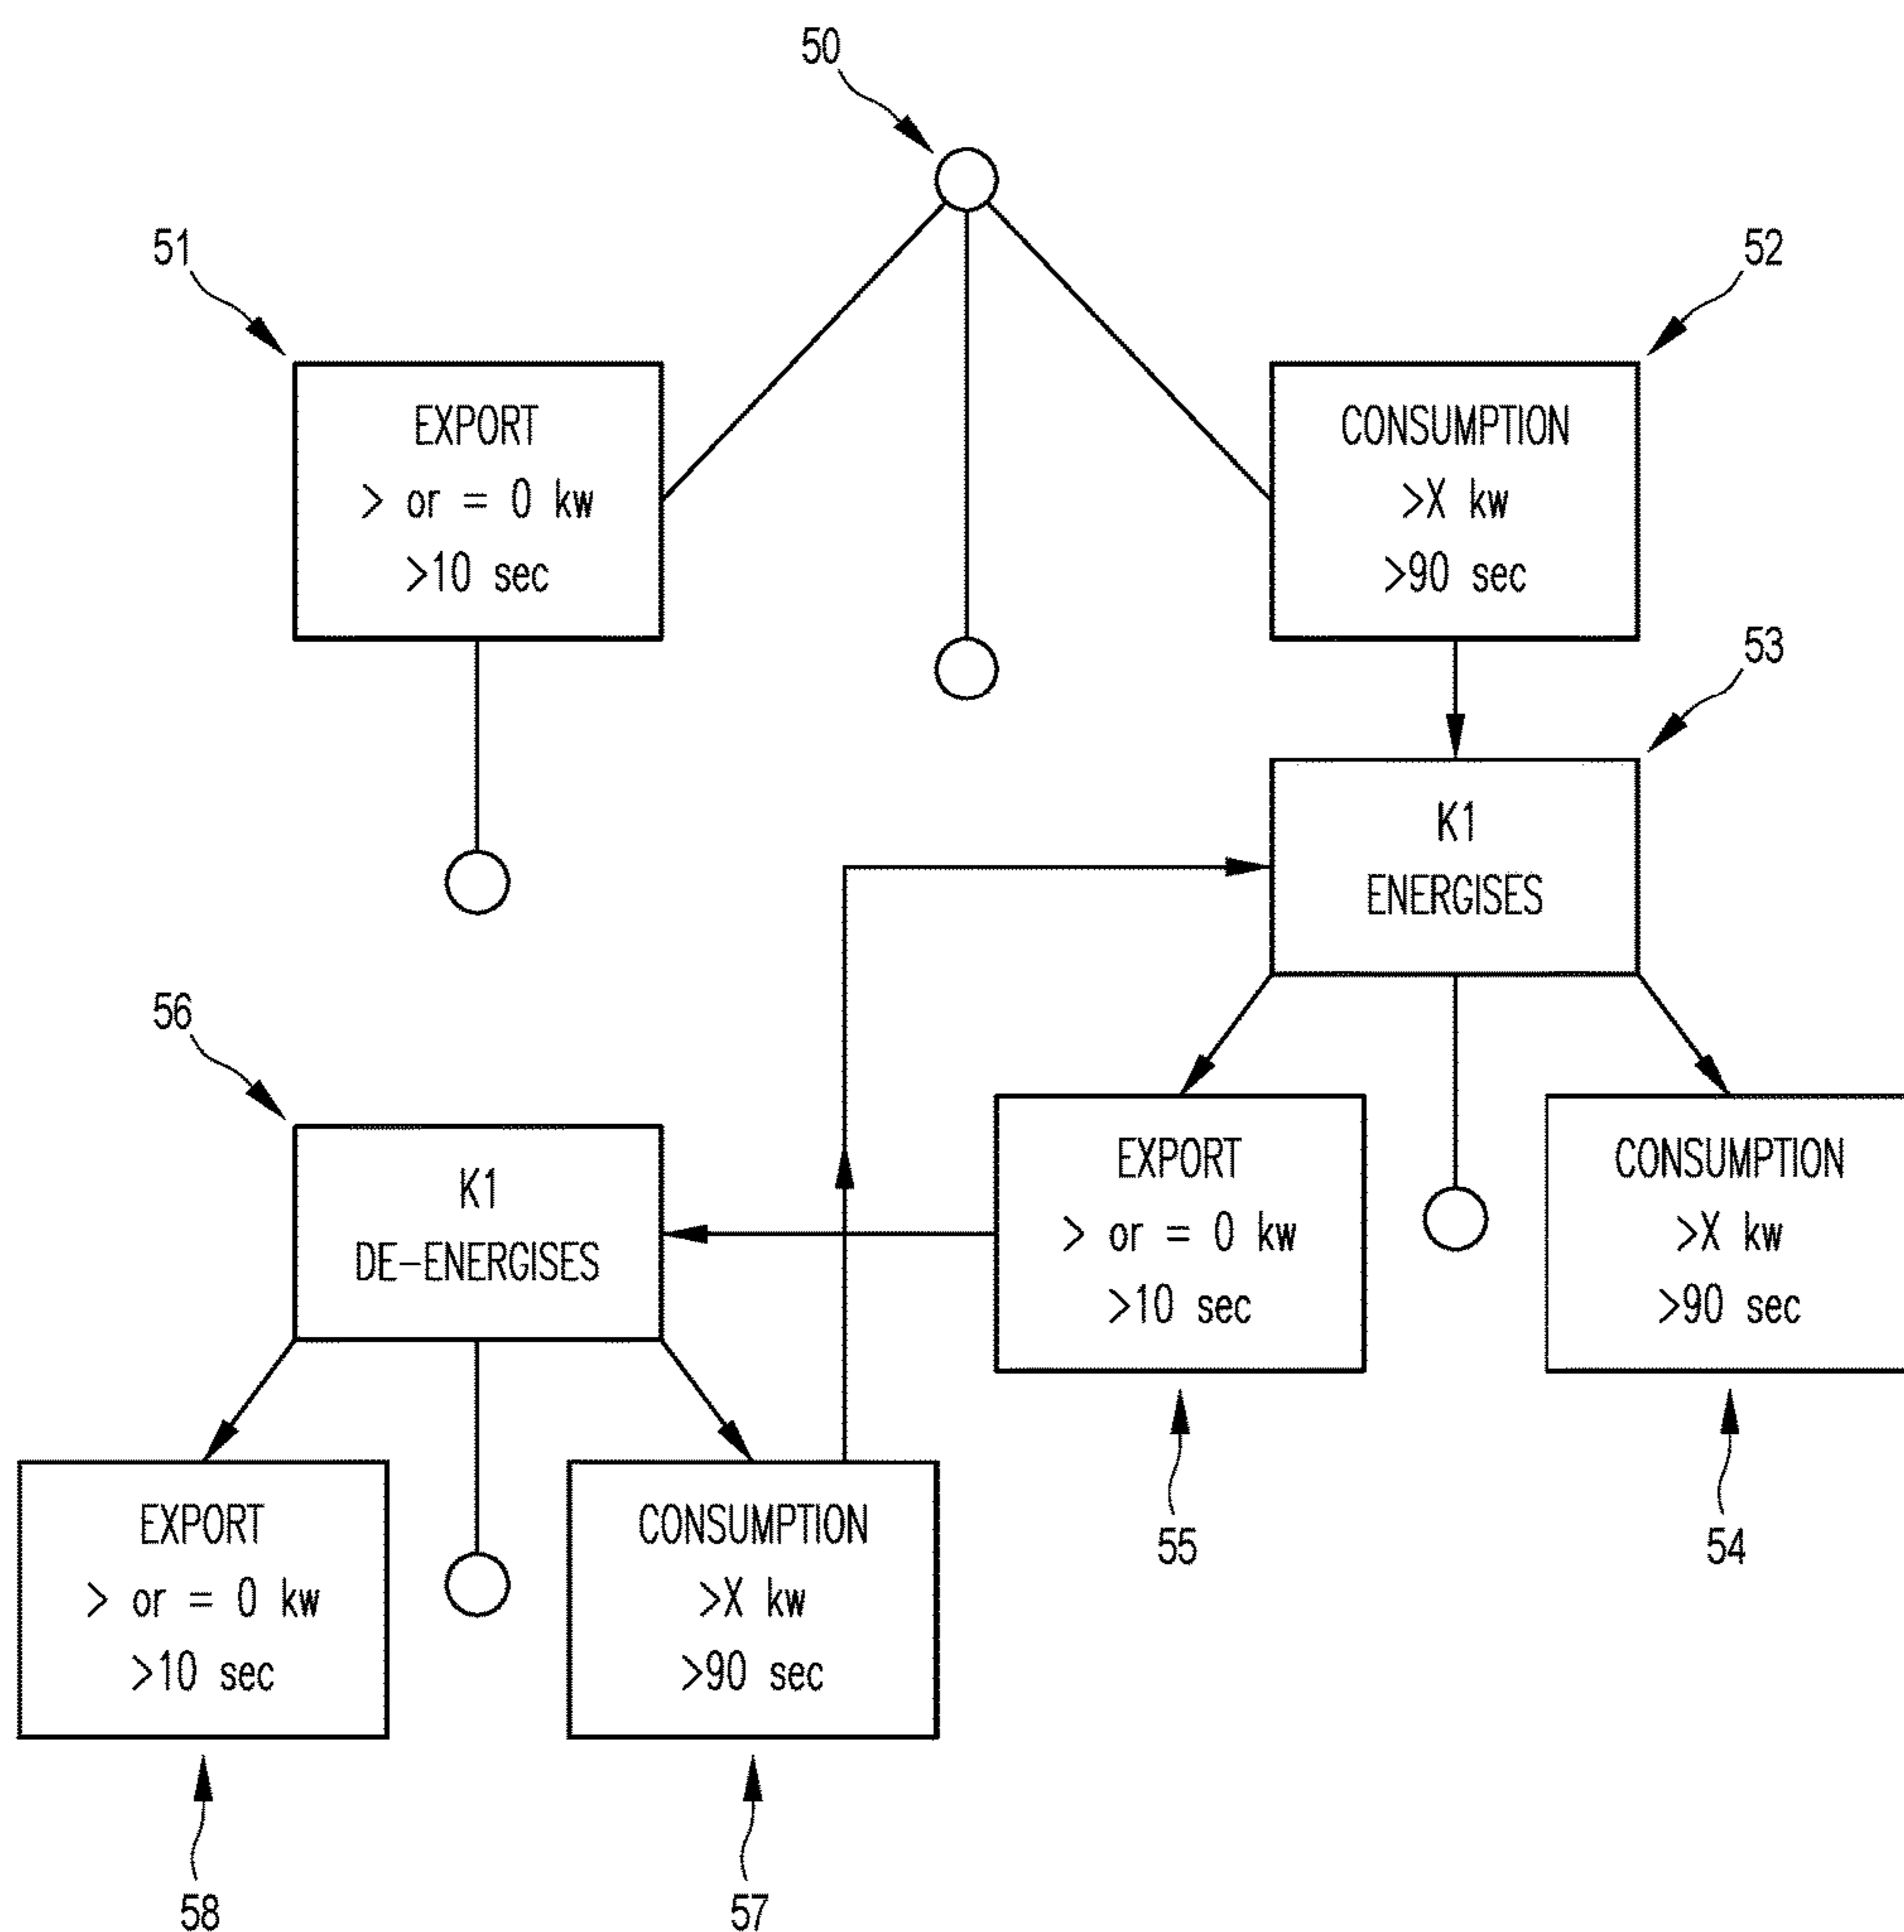 50
51
52
EXPORT
> or = 0 kw
>10 sec
CONSUMPTION
>X kw
>90 sec
53
K1
ENERGISES
56
K1
DE-ENERGISES
EXPORT
> or = 0 kw
>10 sec
CONSUMPTION
>X kw
>90 sec
55
54
EXPORT
> or = 0 kw
>10 sec
CONSUMPTION
>X kw
>90 sec
58
57